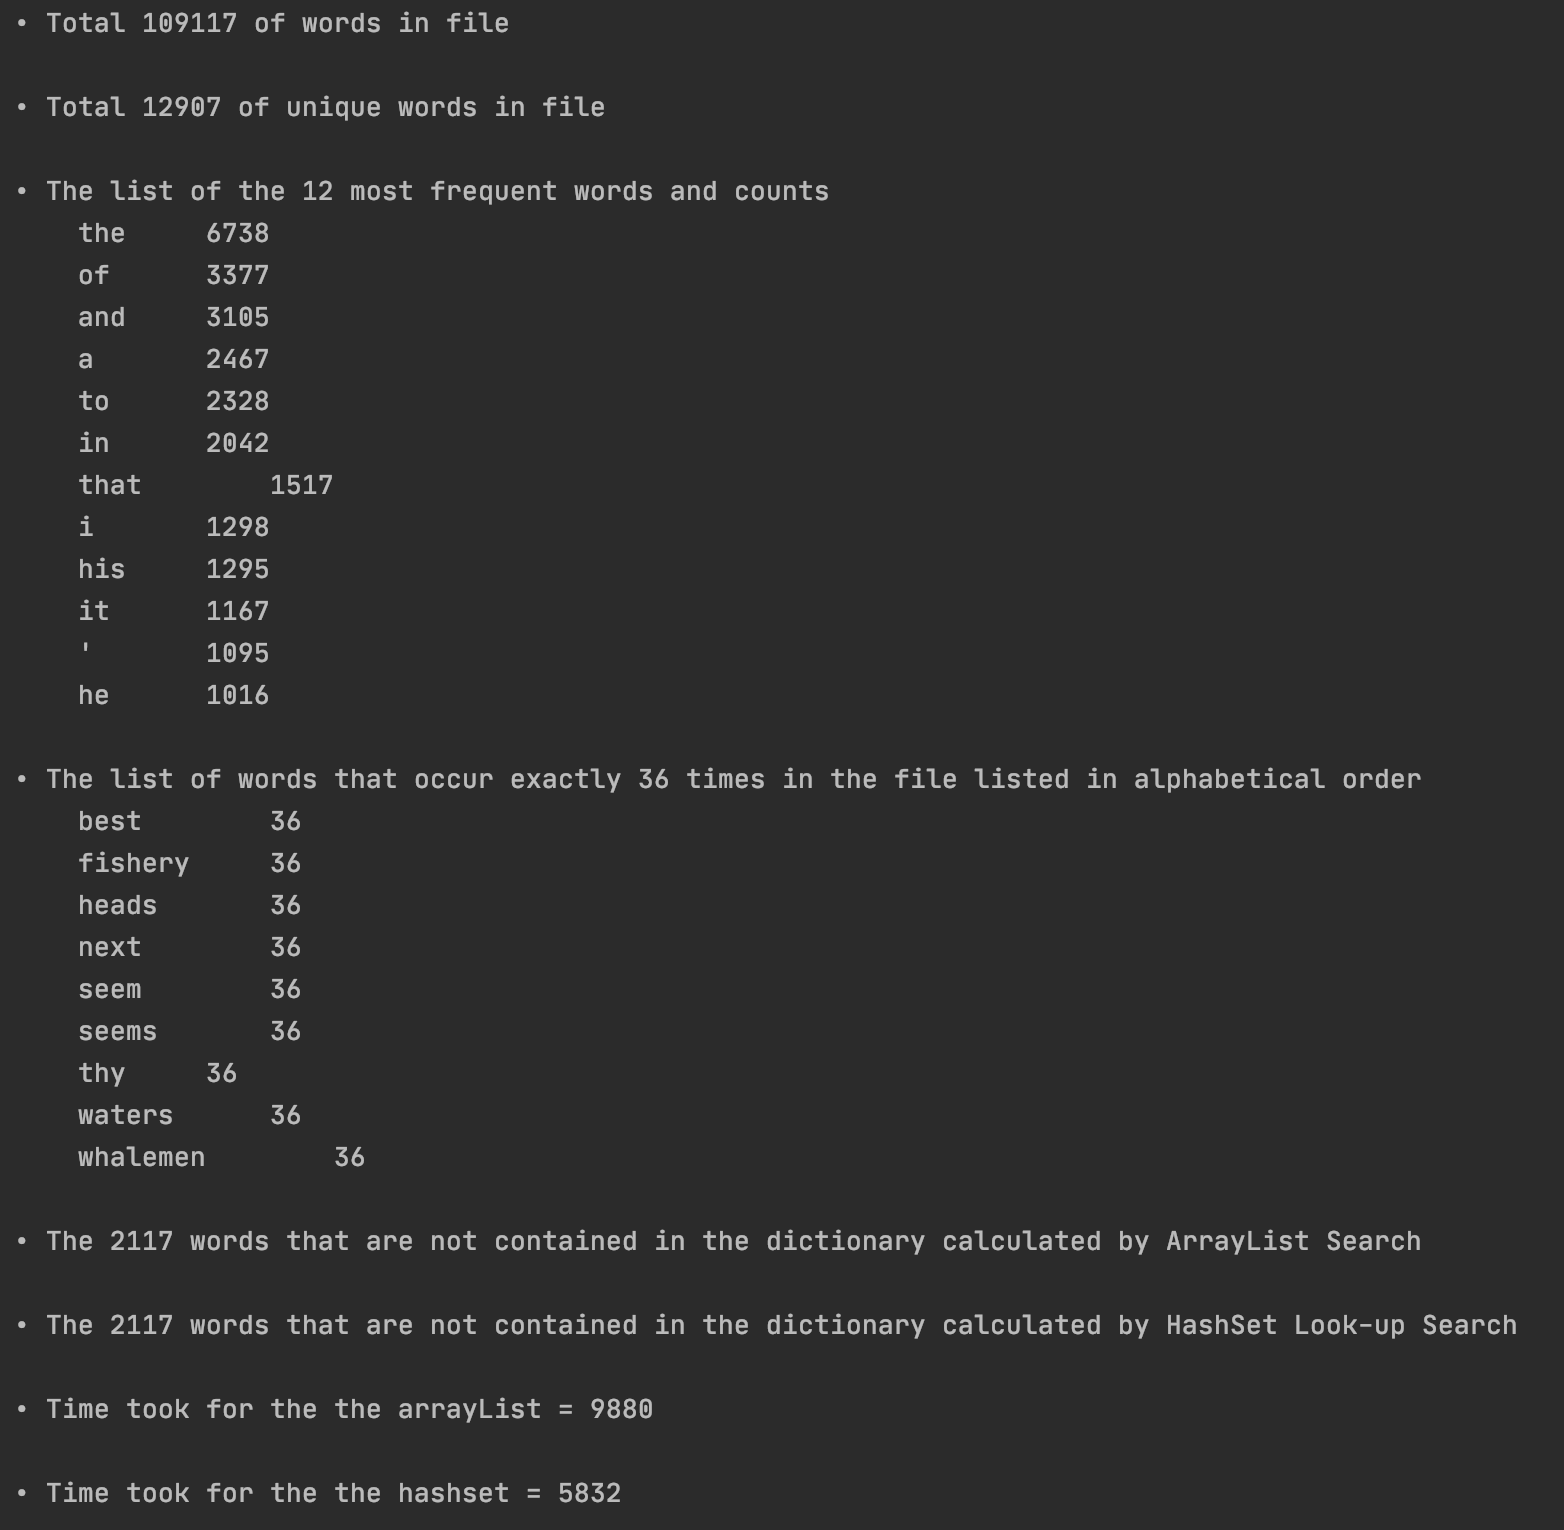 • Total 109117 of words in file
• Total 12907 of unique words in file
• The list of the 12 most frequent words and counts
the 6738
of 3377
and 3105
a 2467
to 2328
in 2042
that 1517
i 1298
his 1295
it 1167
' 1095
he 1016
• The list of words that occur exactly 36 times in the file listed in alphabetical order
best 36
fishery 36
heads 36
next 36
seem 36
seems 36
thy 36
waters 36
whalemen 36
• The 2117 words that are not contained in the dictionary calculated by ArrayList Search
• The 2117 words that are not contained in the dictionary calculated by HashSet Look-up Search
• Time took for the the arrayList = 9880
• Time took for the the hashset = 5832